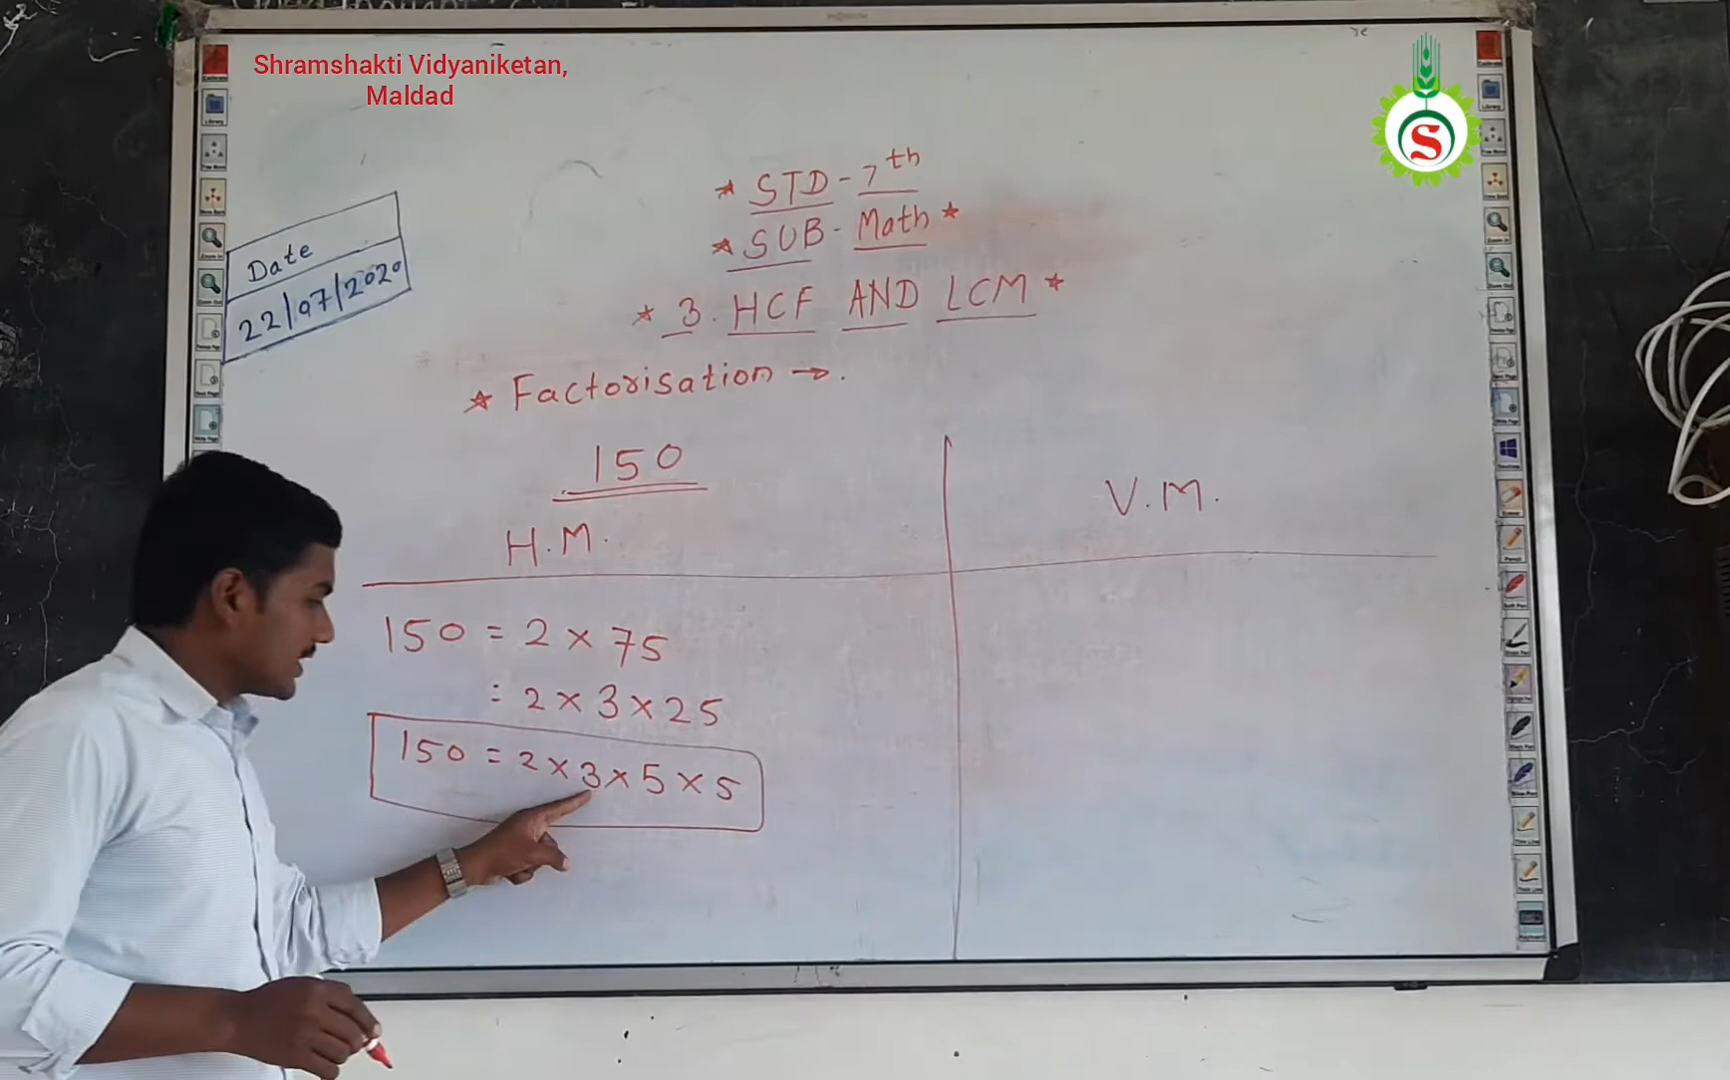 Shramshakti Vidyaniketan,
Maldad
S
* STD - 7th
* SUB - Math *
* 3. HCF AND LCM *
Date
22/07/2020
* Factorisation → .
150
H.M.
V.M.
150 = 2 × 75
= 2 × 3 × 25
150 = 2 × 3 × 5 × 5